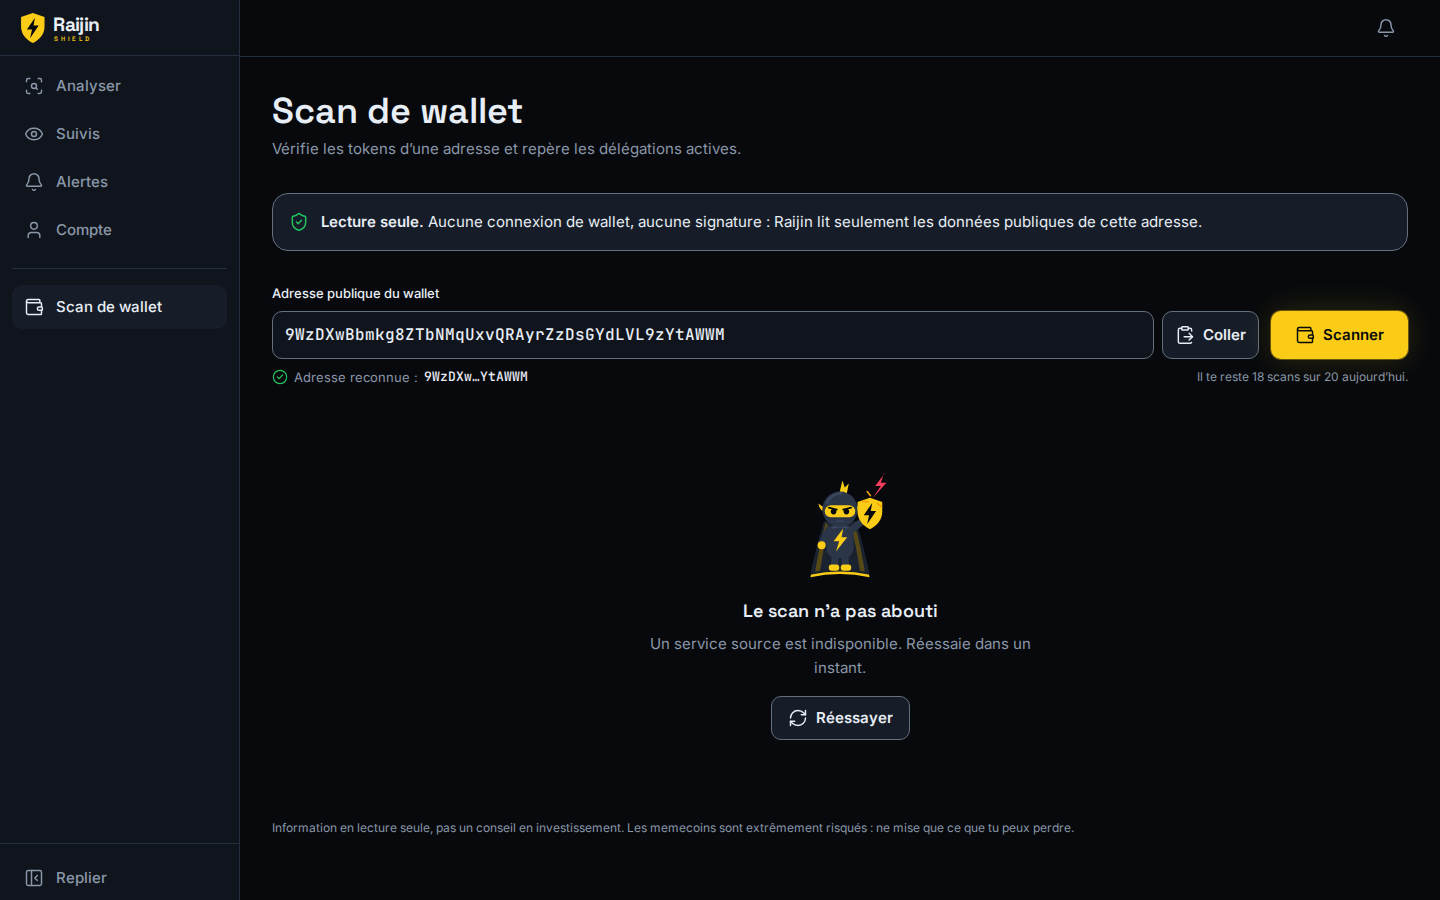 Raijin
SHIELD
Analyser
Suivis
Alertes
Compte
Scan de wallet
Replier
Scan de wallet
Vérifie les tokens d’une adresse et repère les délégations actives.
Lecture seule. Aucune connexion de wallet, aucune signature : Raijin lit seulement les données publiques de cette adresse.
Adresse publique du wallet
9WzDXwBbmkg8ZTbNMqUxvQRAyrZzDsGYdLVL9zYtAWWM
Coller
Scanner
Adresse reconnue : 9WzDXw…YtAWWM
Il te reste 18 scans sur 20 aujourd’hui.
Le scan n’a pas abouti
Un service source est indisponible. Réessaie dans un
instant.
Réessayer
Information en lecture seule, pas un conseil en investissement. Les memecoins sont extrêmement risqués : ne mise que ce que tu peux perdre.